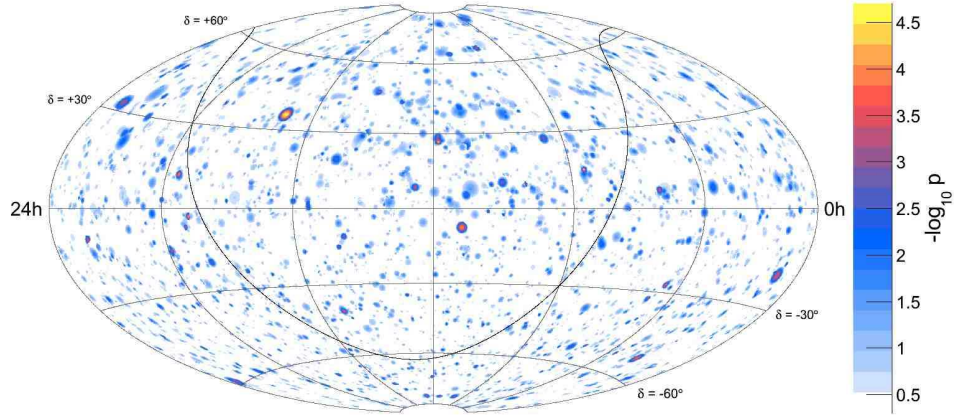 δ = +60°
δ = +30°
24h
0h
δ = -30°
δ = -60°
4.5
4
3.5
3
2.5
2
1.5
1
0.5
-log₁₀ p